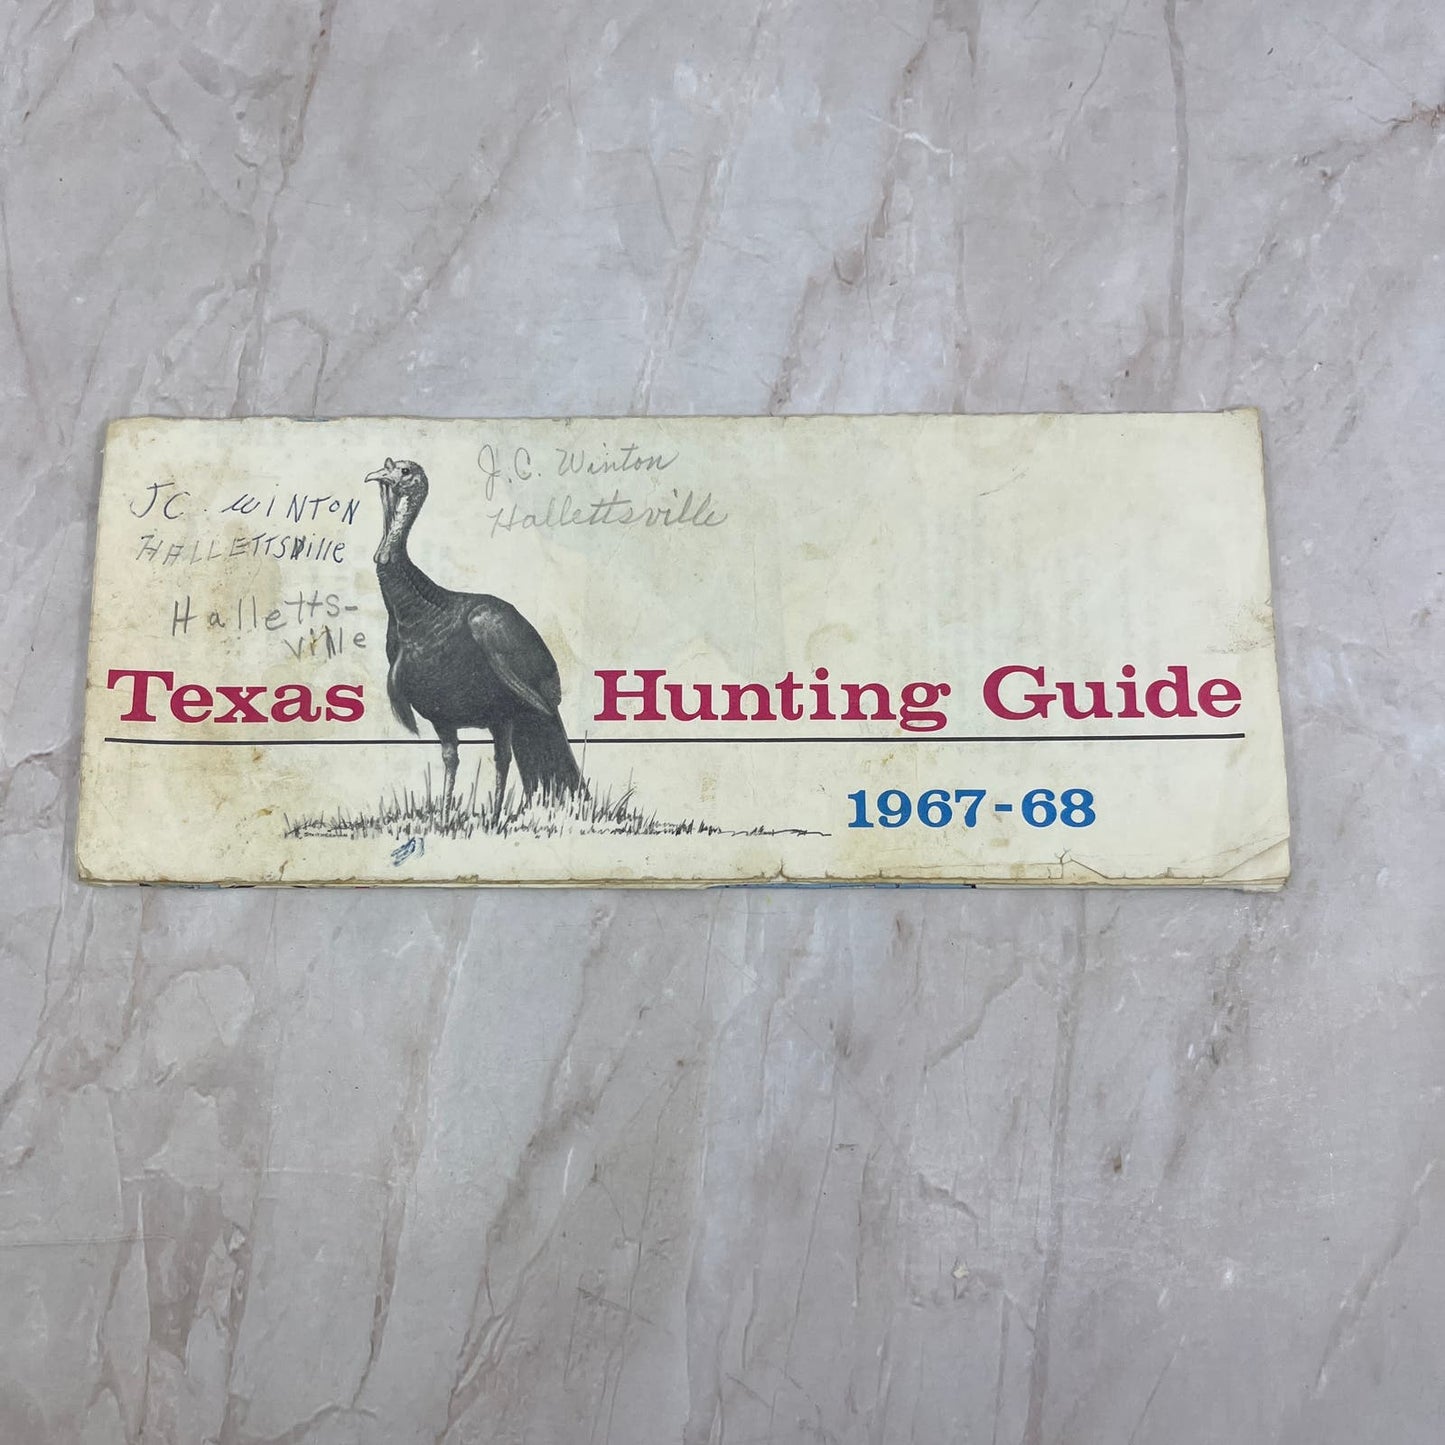 JC. WINTON
HALLETTSVille
Halletts-
ville
J. C. Winton
Hallettsville
Texas Hunting Guide
1967-68